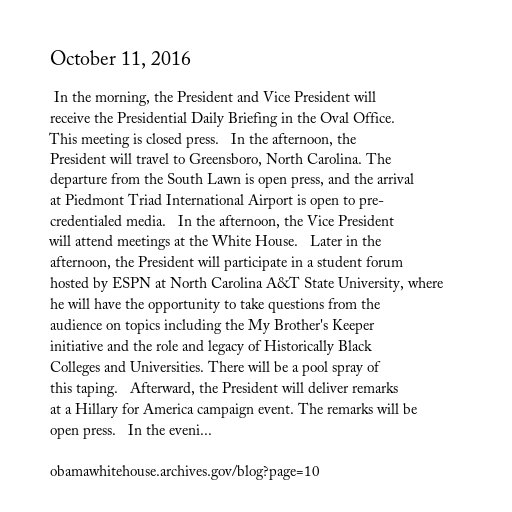 October 11, 2016
In the morning, the President and Vice President will
receive the Presidential Daily Briefing in the Oval Office.
This meeting is closed press.   In the afternoon, the
President will travel to Greensboro, North Carolina. The
departure from the South Lawn is open press, and the arrival
at Piedmont Triad International Airport is open to pre-
credentialed media.   In the afternoon, the Vice President
will attend meetings at the White House.   Later in the
afternoon, the President will participate in a student forum
hosted by ESPN at North Carolina A&T State University, where
he will have the opportunity to take questions from the
audience on topics including the My Brother's Keeper
initiative and the role and legacy of Historically Black
Colleges and Universities. There will be a pool spray of
this taping.   Afterward, the President will deliver remarks
at a Hillary for America campaign event. The remarks will be
open press.   In the eveni...
obamawhitehouse.archives.gov/blog?page=10